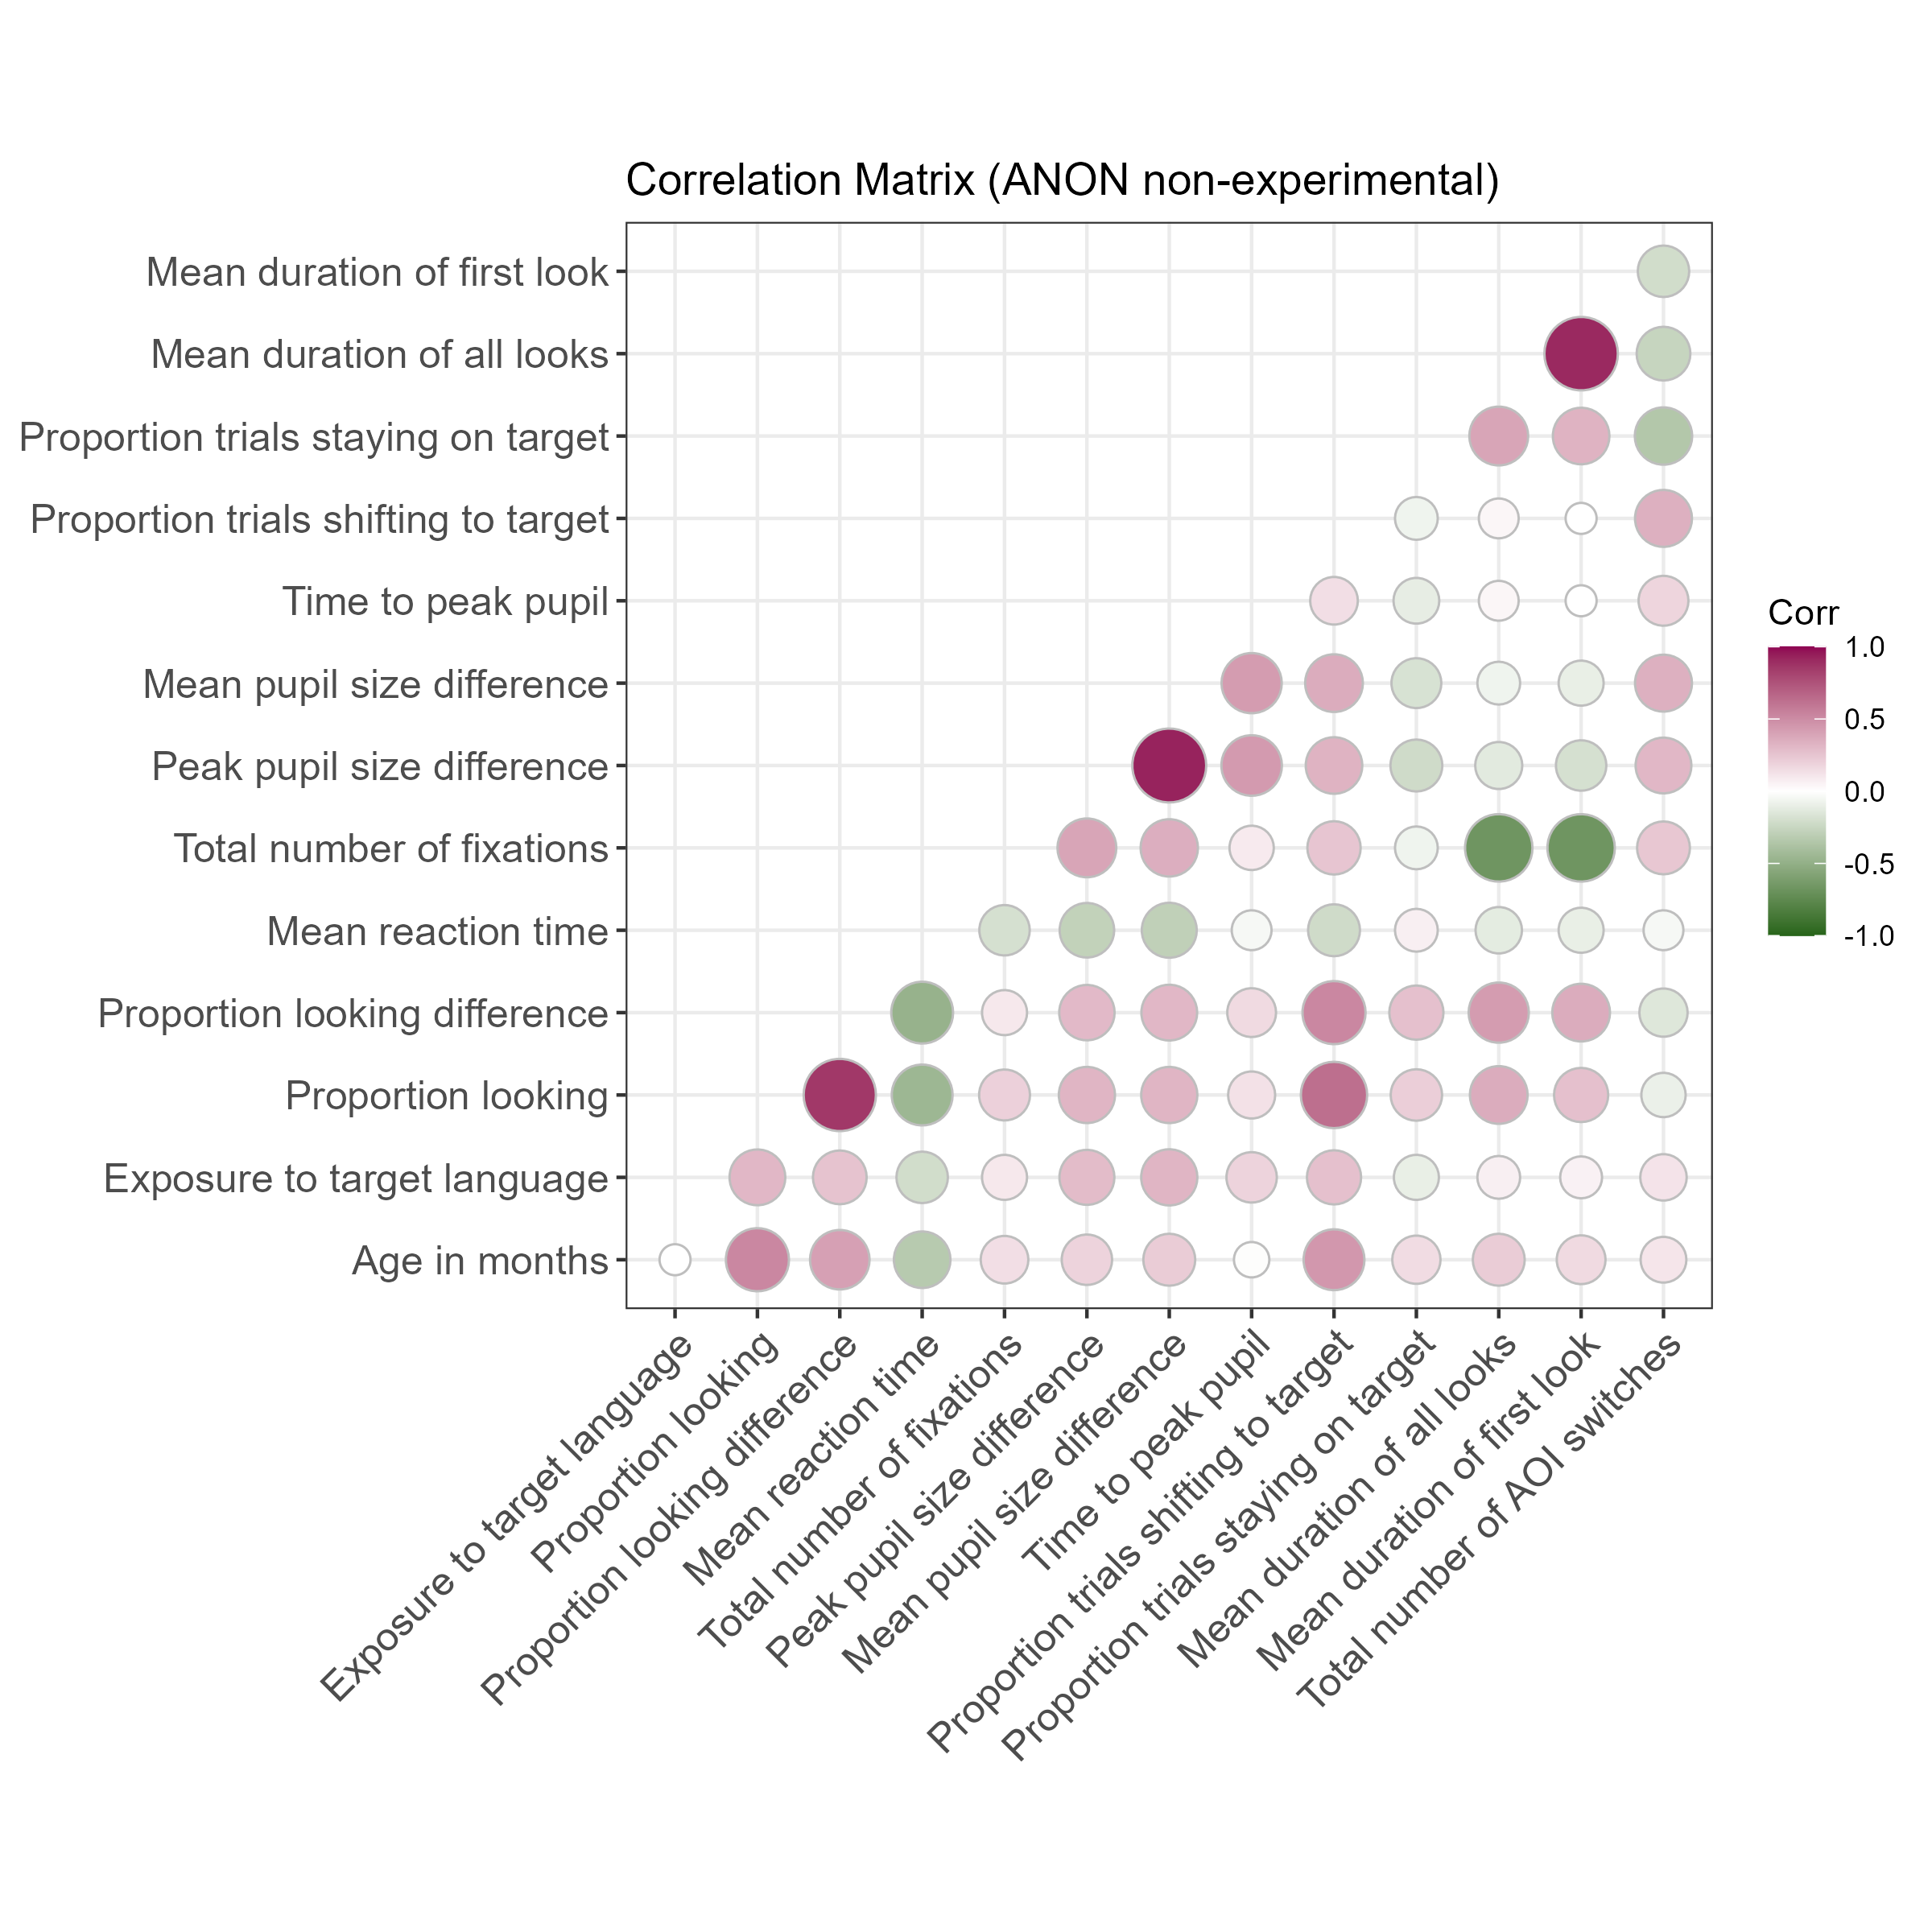 Correlation Matrix (ANON non-experimental)
Mean duration of first look
Mean duration of all looks
Proportion trials staying on target
Proportion trials shifting to target
Time to peak pupil
Mean pupil size difference
Peak pupil size difference
Total number of fixations
Mean reaction time
Proportion looking difference
Proportion looking
Exposure to target language
Age in months
Exposure to target language
Proportion looking
Proportion looking difference
Mean reaction time
Total number of fixations
Peak pupil size difference
Mean pupil size difference
Time to peak pupil
Proportion trials shifting to target
Proportion trials staying on target
Mean duration of all looks
Mean duration of first look
Total number of AOI switches
Corr
1.0
0.5
0.0
-0.5
-1.0